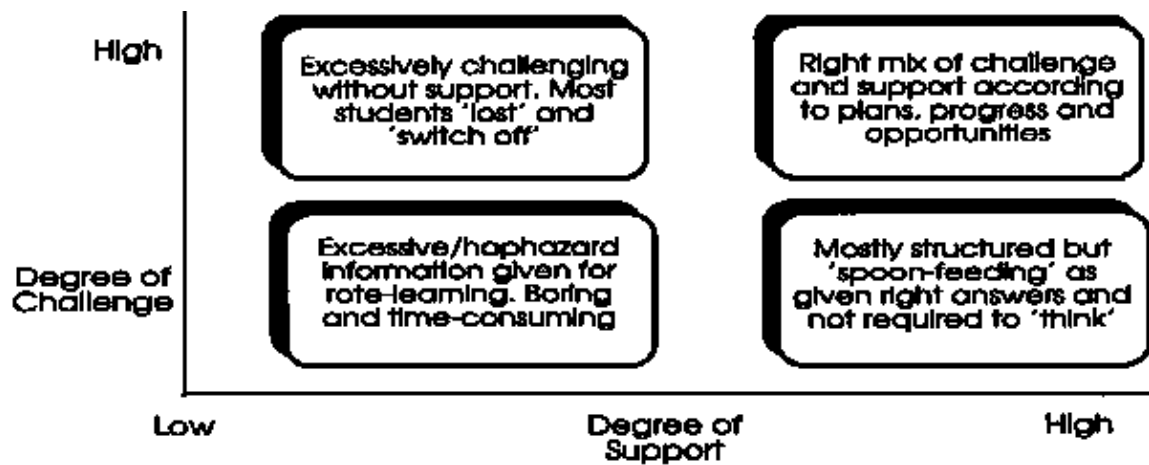 High
Excessively challenging
without support. Most
students 'lost' and
'switch off'
Right mix of challenge
and support according
to plans, progress and
opportunities
Degree of
Challenge
Excessive/haphazard
information given for
rote-learning. Boring
and time-consuming
Mostly structured but
'spoon-feeding' as
given right answers and
not required to 'think'
Low
Degree of
Support
High